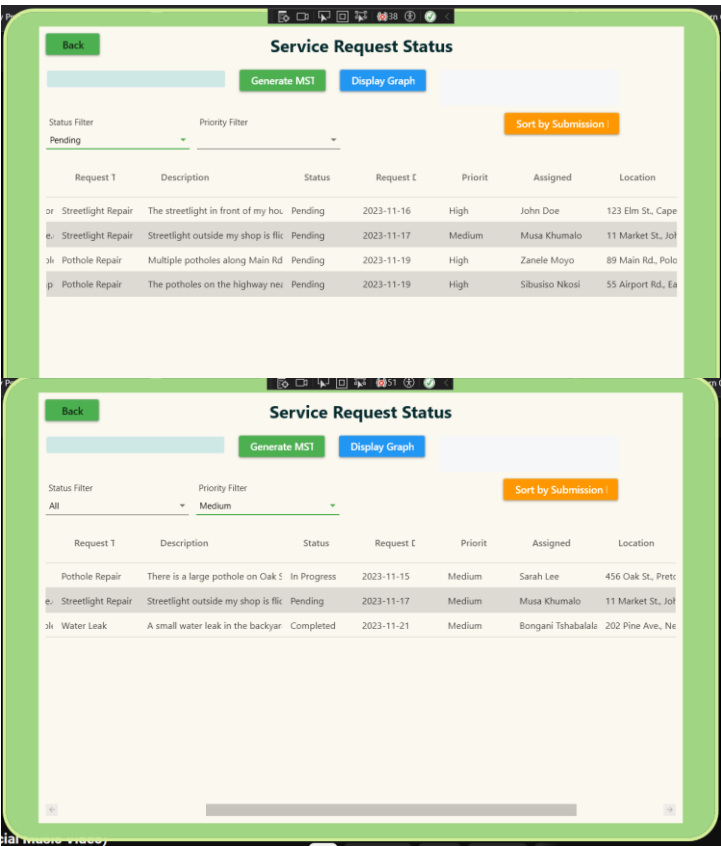 38
Back
Service Request Status
Generate MST
Display Graph
Status Filter
Priority Filter
Sort by Submission
Pending
Request T
Description
Status
Request D
Priorit
Assigned
Location
or Streetlight Repair The streetlight in front of my hou Pending 2023-11-16 High John Doe 123 Elm St., Cape
e. Streetlight Repair Streetlight outside my shop is flic Pending 2023-11-17 Medium Musa Khumalo 11 Market St., Joh
ole Pothole Repair Multiple potholes along Main Rd Pending 2023-11-19 High Zanele Moyo 89 Main Rd., Polo
p Pothole Repair The potholes on the highway nea Pending 2023-11-19 High Sibusiso Nkosi 55 Airport Rd., Ea
51
Back
Service Request Status
Generate MST
Display Graph
Status Filter
Priority Filter
Sort by Submission
All
Medium
Request T
Description
Status
Request D
Priorit
Assigned
Location
Pothole Repair There is a large pothole on Oak S In Progress 2023-11-15 Medium Sarah Lee 456 Oak St., Preto
e. Streetlight Repair Streetlight outside my shop is flic Pending 2023-11-17 Medium Musa Khumalo 11 Market St., Joh
ole Water Leak A small water leak in the backyar Completed 2023-11-21 Medium Bongani Tshabalala 202 Pine Ave., Ne
cial Music Video)